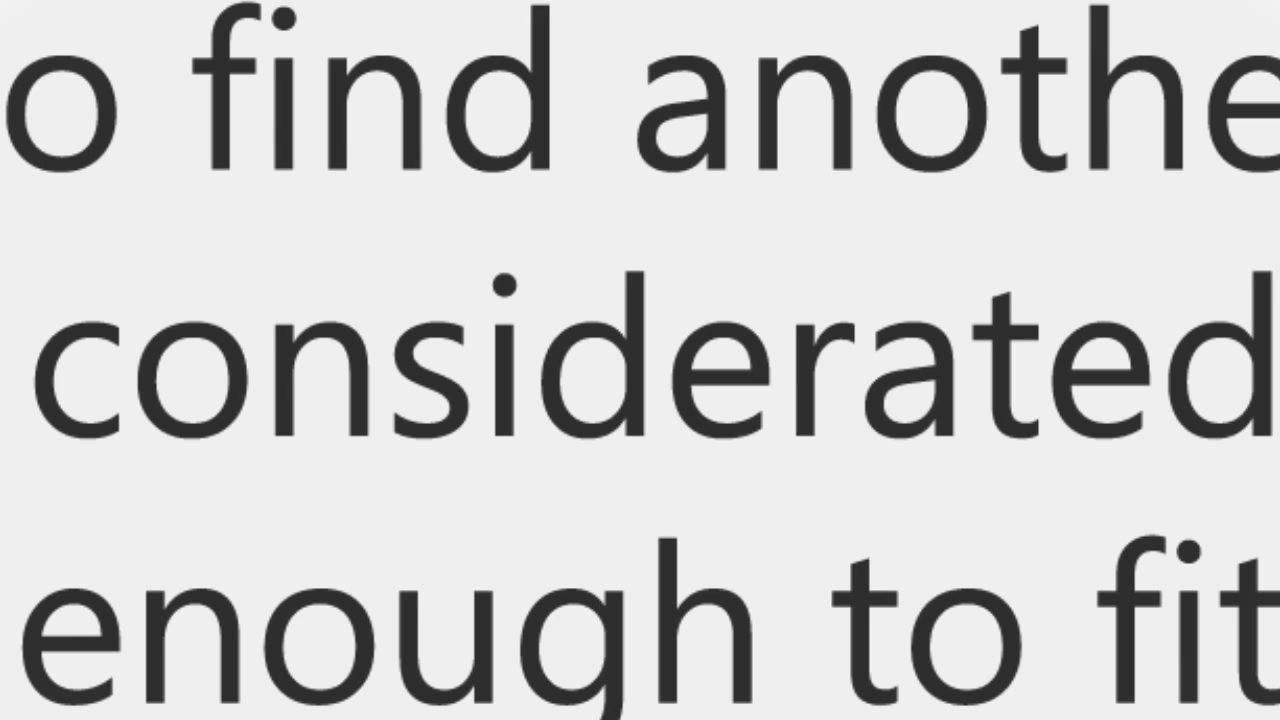 o find anothe
considerated
enough to fit